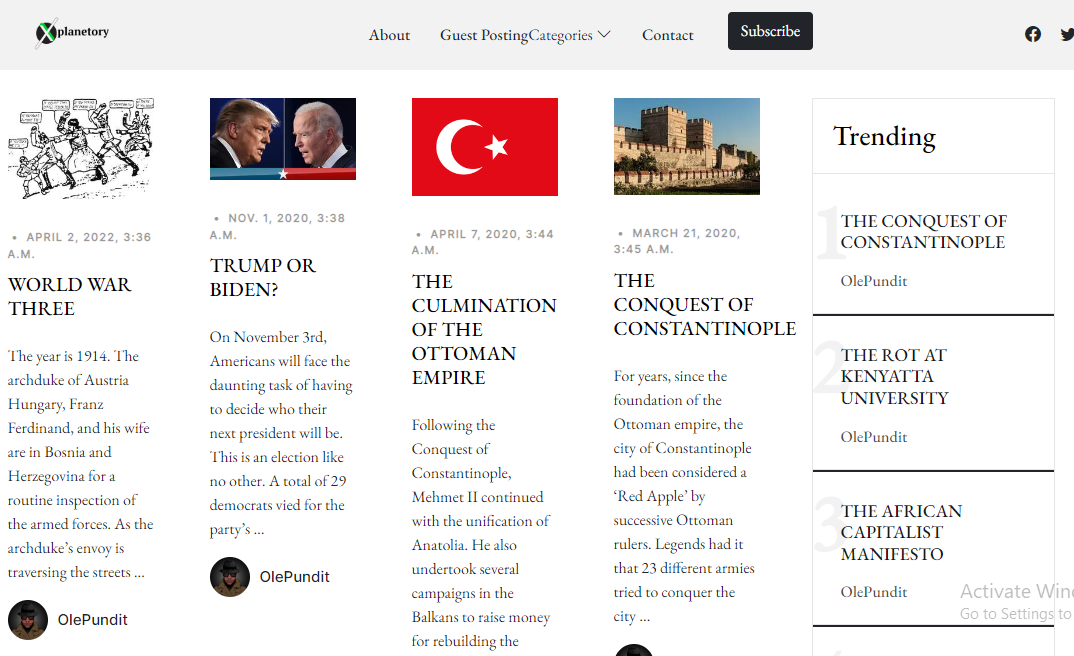 Xplanetory
About
Guest Posting
Categories
Contact
Subscribe
• APRIL 2, 2022, 3:36
A.M.
WORLD WAR
THREE
The year is 1914. The
archduke of Austria
Hungary, Franz
Ferdinand, and his wife
are in Bosnia and
Herzegovina for a
routine inspection of
the armed forces. As the
archduke’s envoy is
traversing the streets ...
OlePundit
• NOV. 1, 2020, 3:38
A.M.
TRUMP OR
BIDEN?
On November 3rd,
Americans will face the
daunting task of having
to decide who their
next president will be.
This is an election like
no other. A total of 29
democrats vied for the
party’s ...
OlePundit
• APRIL 7, 2020, 3:44
A.M.
THE
CULMINATION
OF THE
OTTOMAN
EMPIRE
Following the
Conquest of
Constantinople,
Mehmet II continued
with the unification of
Anatolia. He also
undertook several
campaigns in the
Balkans to raise money
for rebuilding the
• MARCH 21, 2020,
3:45 A.M.
THE
CONQUEST OF
CONSTANTINOPLE
For years, since the
foundation of the
Ottoman empire, the
city of Constantinople
had been considered a
‘Red Apple’ by
successive Ottoman
rulers. Legends had it
that 23 different armies
tried to conquer the
city ...
Trending
1
THE CONQUEST OF
CONSTANTINOPLE
OlePundit
2
THE ROT AT
KENYATTA
UNIVERSITY
OlePundit
3
THE AFRICAN
CAPITALIST
MANIFESTO
OlePundit
Activate Wind
Go to Settings to